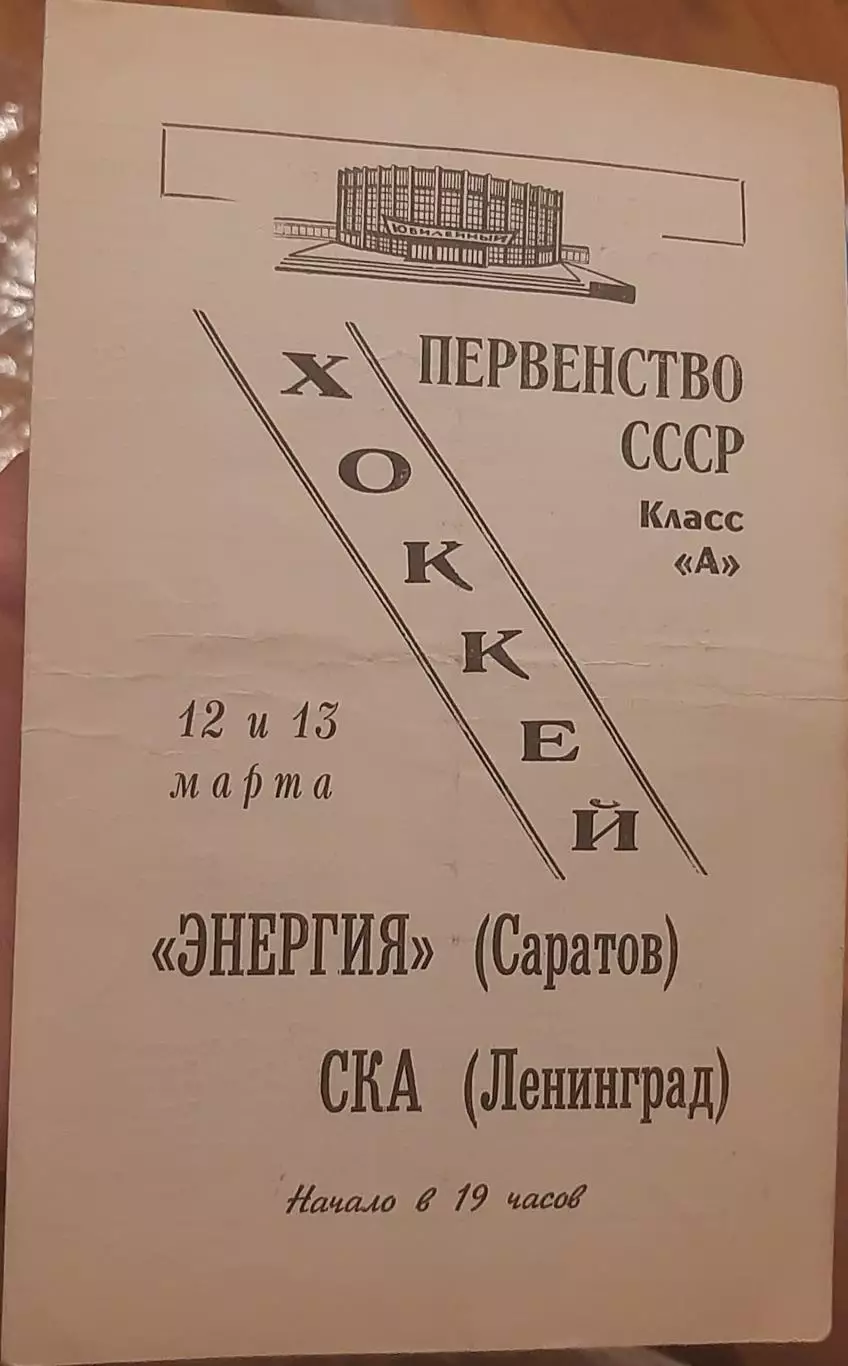 ЮБИЛЕЙНЫЙ
ХОККЕЙ
ПЕРВЕНСТВО
СССР
Класс
«А»
12 и 13
марта
«ЭНЕРГИЯ» (Саратов)
СКА (Ленинград)
Начало в 19 часов